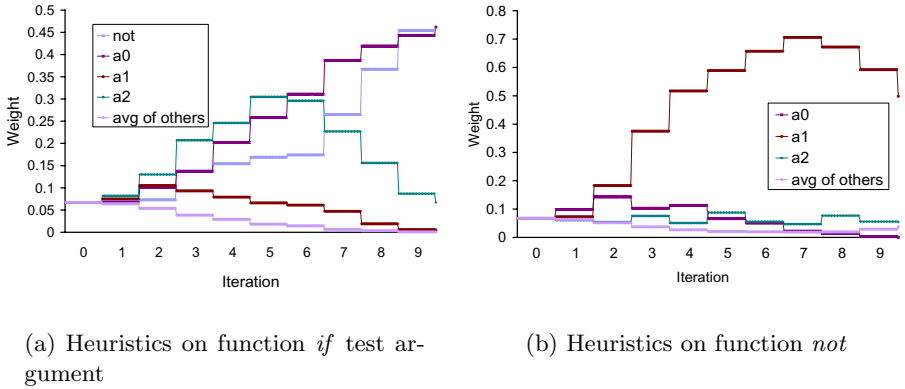 0.5
0.45
0.4
0.35
0.3
0.25
0.2
0.15
0.1
0.05
0
Weight
not
a0
a1
a2
avg of others
0 1 2 3 4 5 6 7 8 9
Iteration
(a) Heuristics on function if test ar-
gument
0.8
0.7
0.6
0.5
0.4
0.3
0.2
0.1
0
Weight
a0
a1
a2
avg of others
0 1 2 3 4 5 6 7 8 9
Iteration
(b) Heuristics on function not